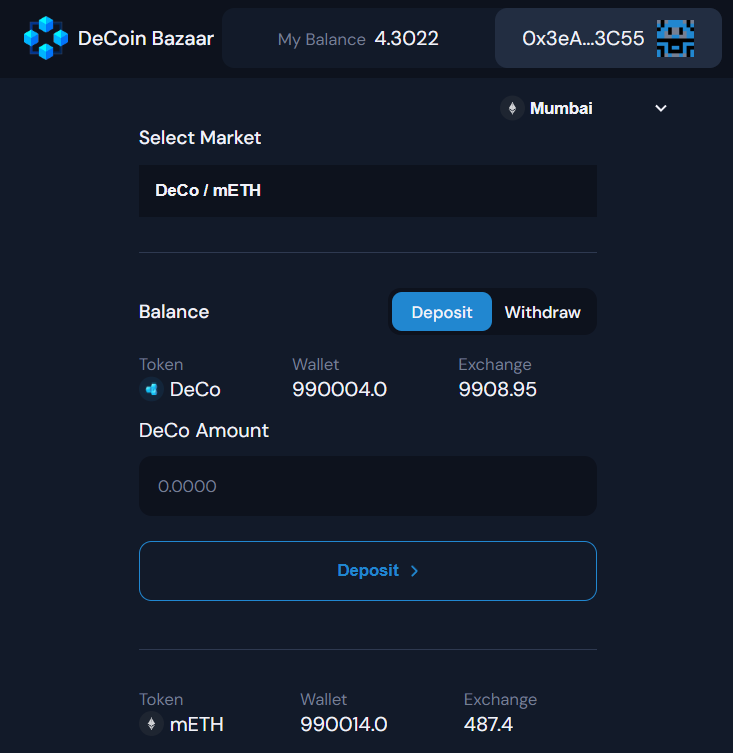 DeCoin Bazaar My Balance 4.3022 0x3eA...3C55
Mumbai
Select Market
DeCo / mETH
Balance Deposit Withdraw
Token Wallet Exchange
DeCo 990004.0 9908.95
DeCo Amount
0.0000
Deposit >
Token Wallet Exchange
mETH 990014.0 487.4